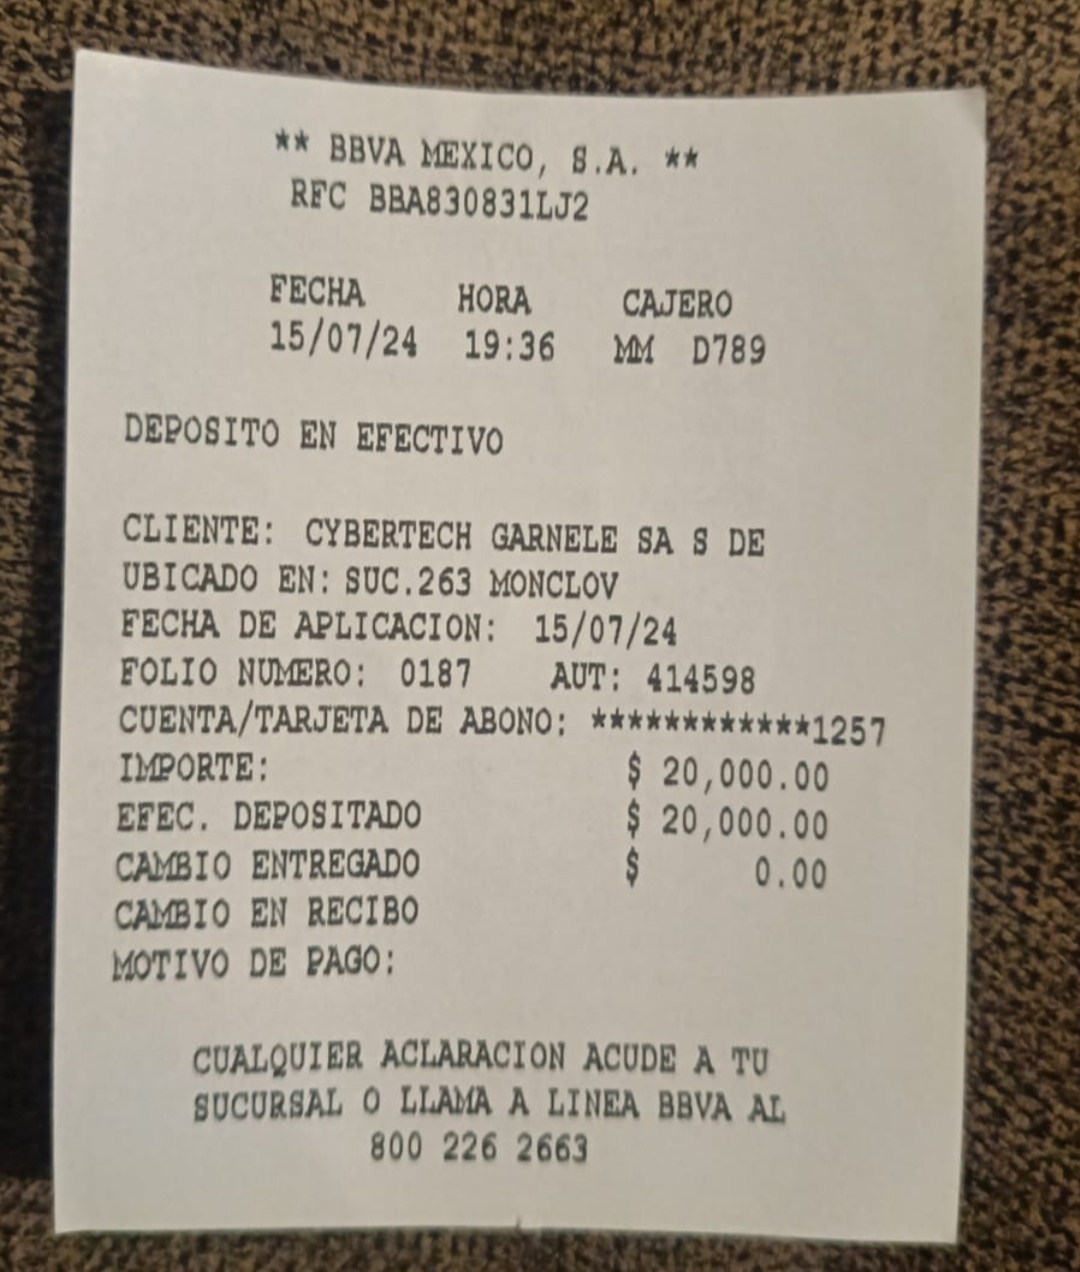 ** BBVA MEXICO, S.A. **
RFC BBA830831LJ2
FECHA HORA CAJERO
15/07/24 19:36 MM D789
DEPOSITO EN EFECTIVO
CLIENTE: CYBERTECH GARNELE SA S DE
UBICADO EN: SUC.263 MONCLOV
FECHA DE APLICACION: 15/07/24
FOLIO NUMERO: 0187 AUT: 414598
CUENTA/TARJETA DE ABONO: ************1257
IMPORTE: $ 20,000.00
EFEC. DEPOSITADO $ 20,000.00
CAMBIO ENTREGADO $ 0.00
CAMBIO EN RECIBO
MOTIVO DE PAGO:
CUALQUIER ACLARACION ACUDE A TU
SUCURSAL O LLAMA A LINEA BBVA AL
800 226 2663